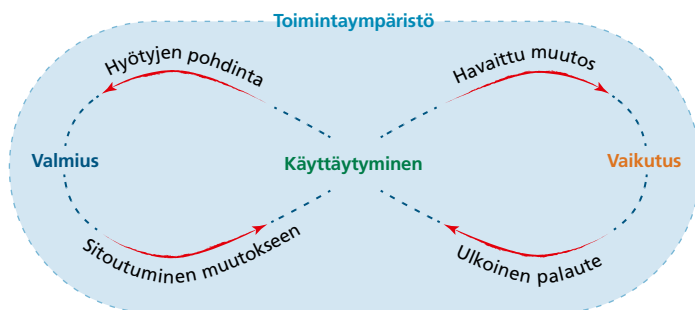 Toimintaympäristö
Hyötyjen pohdinta
Havaittu muutos
Valmius
Käyttäytyminen
Vaikutus
Sitoutuminen muutokseen
Ulkoinen palaute